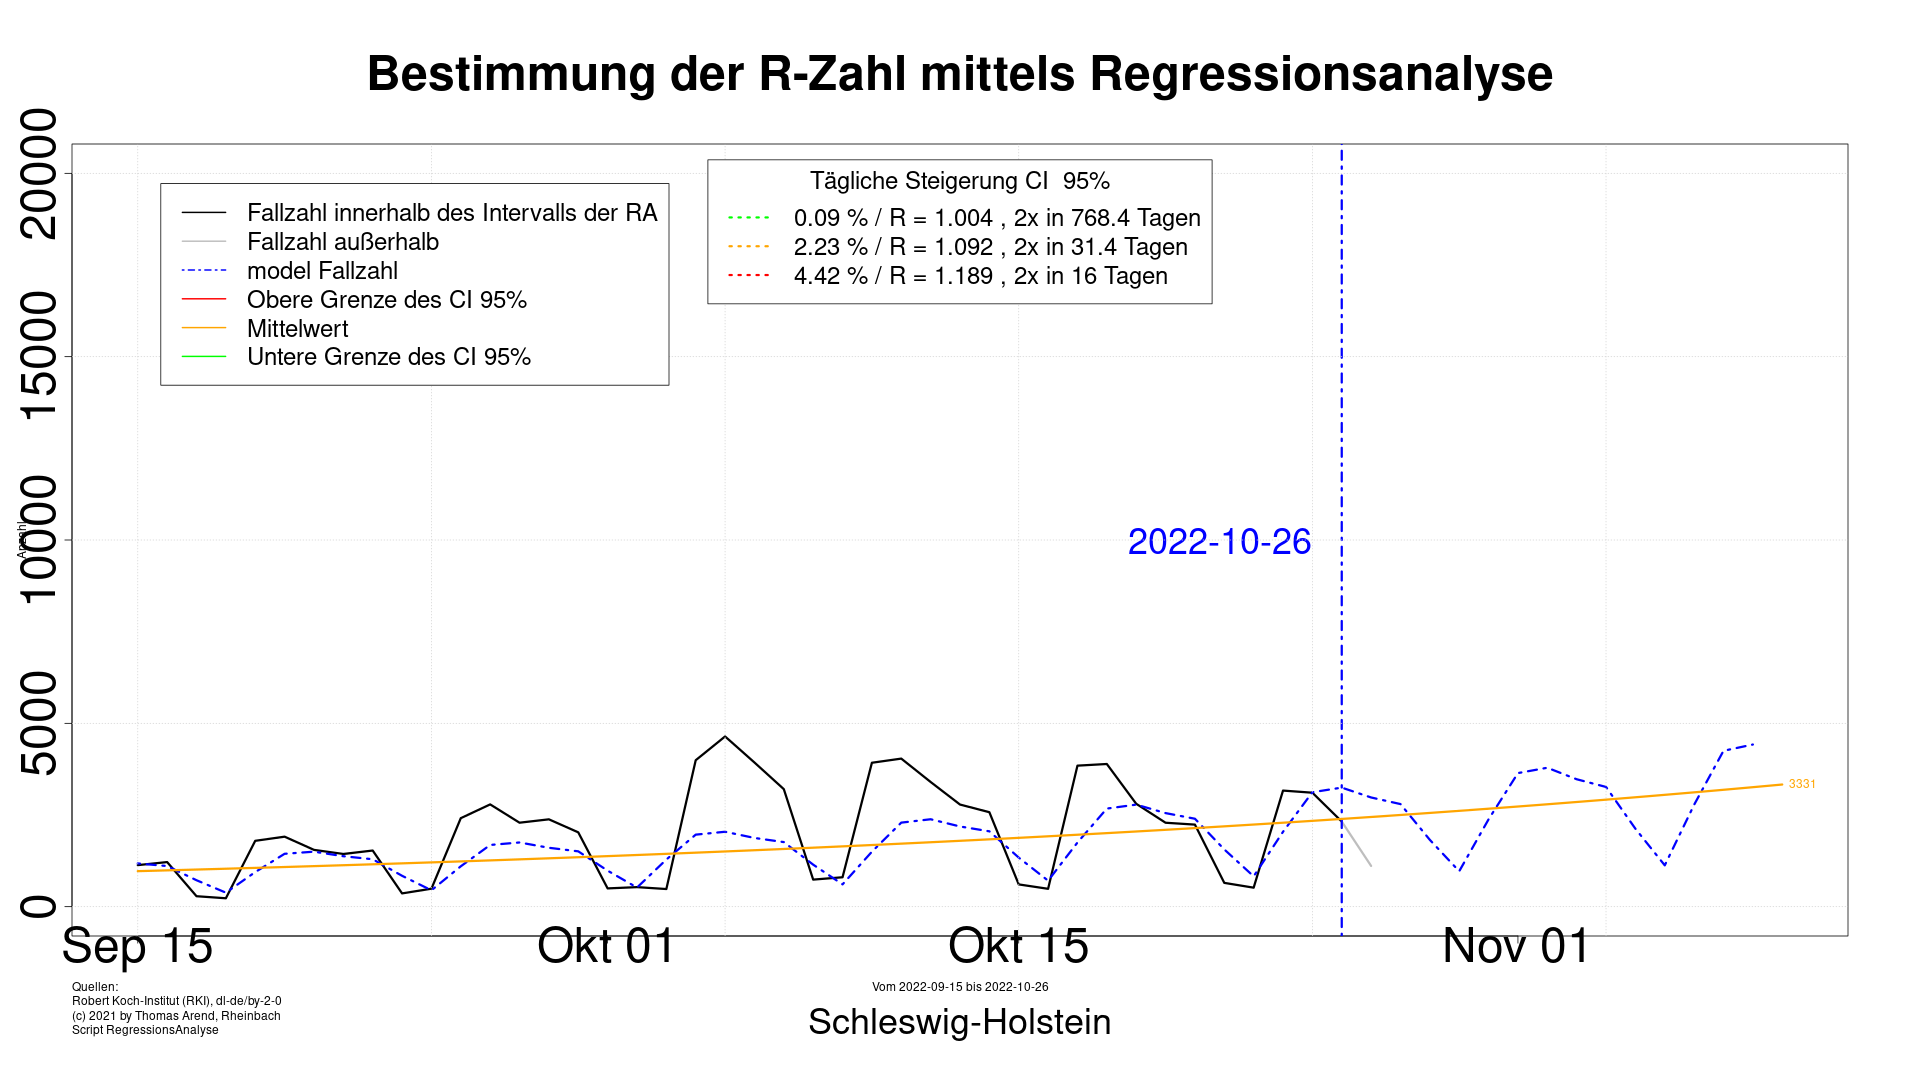 Bestimmung der R-Zahl mittels Regressionsanalyse
Anzahl
20000
15000
10000
5000
0
Fallzahl innerhalb des Intervalls der RA
Fallzahl außerhalb
model Fallzahl
Obere Grenze des CI 95%
Mittelwert
Untere Grenze des CI 95%
Tägliche Steigerung CI  95%
0.09 % / R = 1.004 , 2x in 768.4 Tagen
2.23 % / R = 1.092 , 2x in 31.4 Tagen
4.42 % / R = 1.189 , 2x in 16 Tagen
2022-10-26
3331
Sep 15
Okt 01
Okt 15
Nov 01
Quellen:
Robert Koch-Institut (RKI), dl-de/by-2-0
(c) 2021 by Thomas Arend, Rheinbach
Script RegressionsAnalyse
Vom 2022-09-15 bis 2022-10-26
Schleswig-Holstein